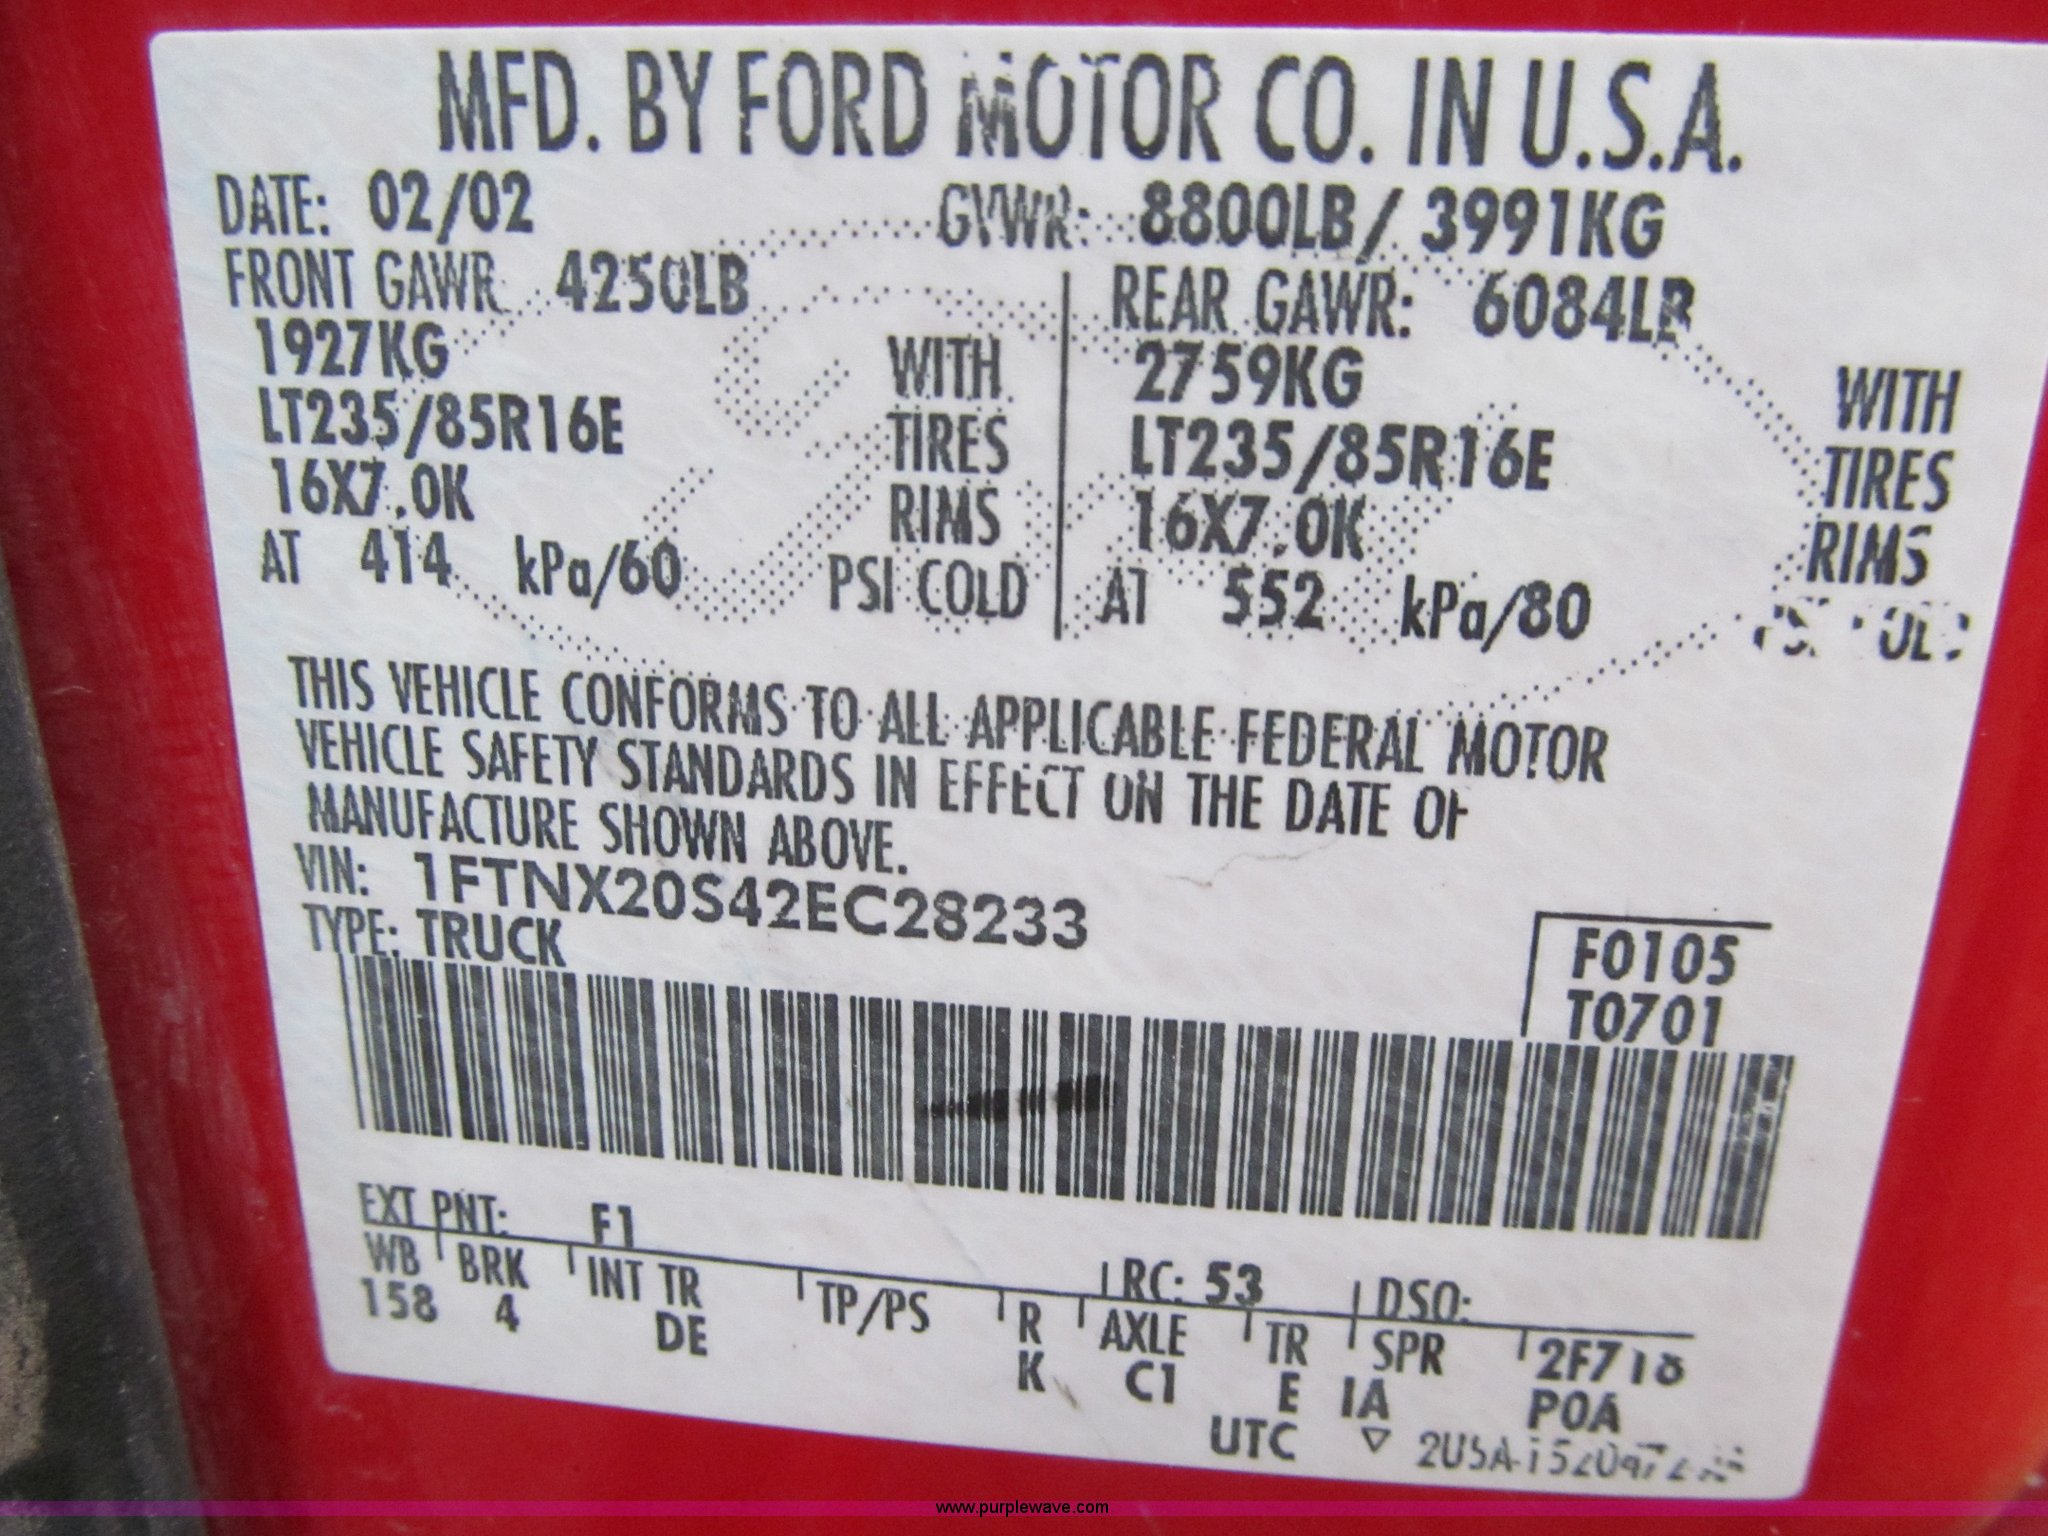 MFD. BY FORD MOTOR CO. IN U.S.A.
DATE: 02/02 GVWR: 8800LB/ 3991KG
FRONT GAWR 4250LB
1927KG WITH
LT235/85R16E TIRES
16X7.0K RIMS
AT 414 kPa/60 PSI COLD
REAR GAWR: 6084LB
2759KG WITH
LT235/85R16E TIRES
16X7.0K RIMS
AT 552 kPa/80
THIS VEHICLE CONFORMS TO ALL APPLICABLE FEDERAL MOTOR
VEHICLE SAFETY STANDARDS IN EFFECT ON THE DATE OF
MANUFACTURE SHOWN ABOVE.
VIN: 1FTNX20S42EC28233
TYPE: TRUCK
F0105
T0701
EXT PNT: F1 RC: 53 DSO:
WB BRK INT TR TP/PS R AXLE TR SPR 2F718
158 4 DE K C1 E IA P0A
UTC ▽
www.purplewave.com